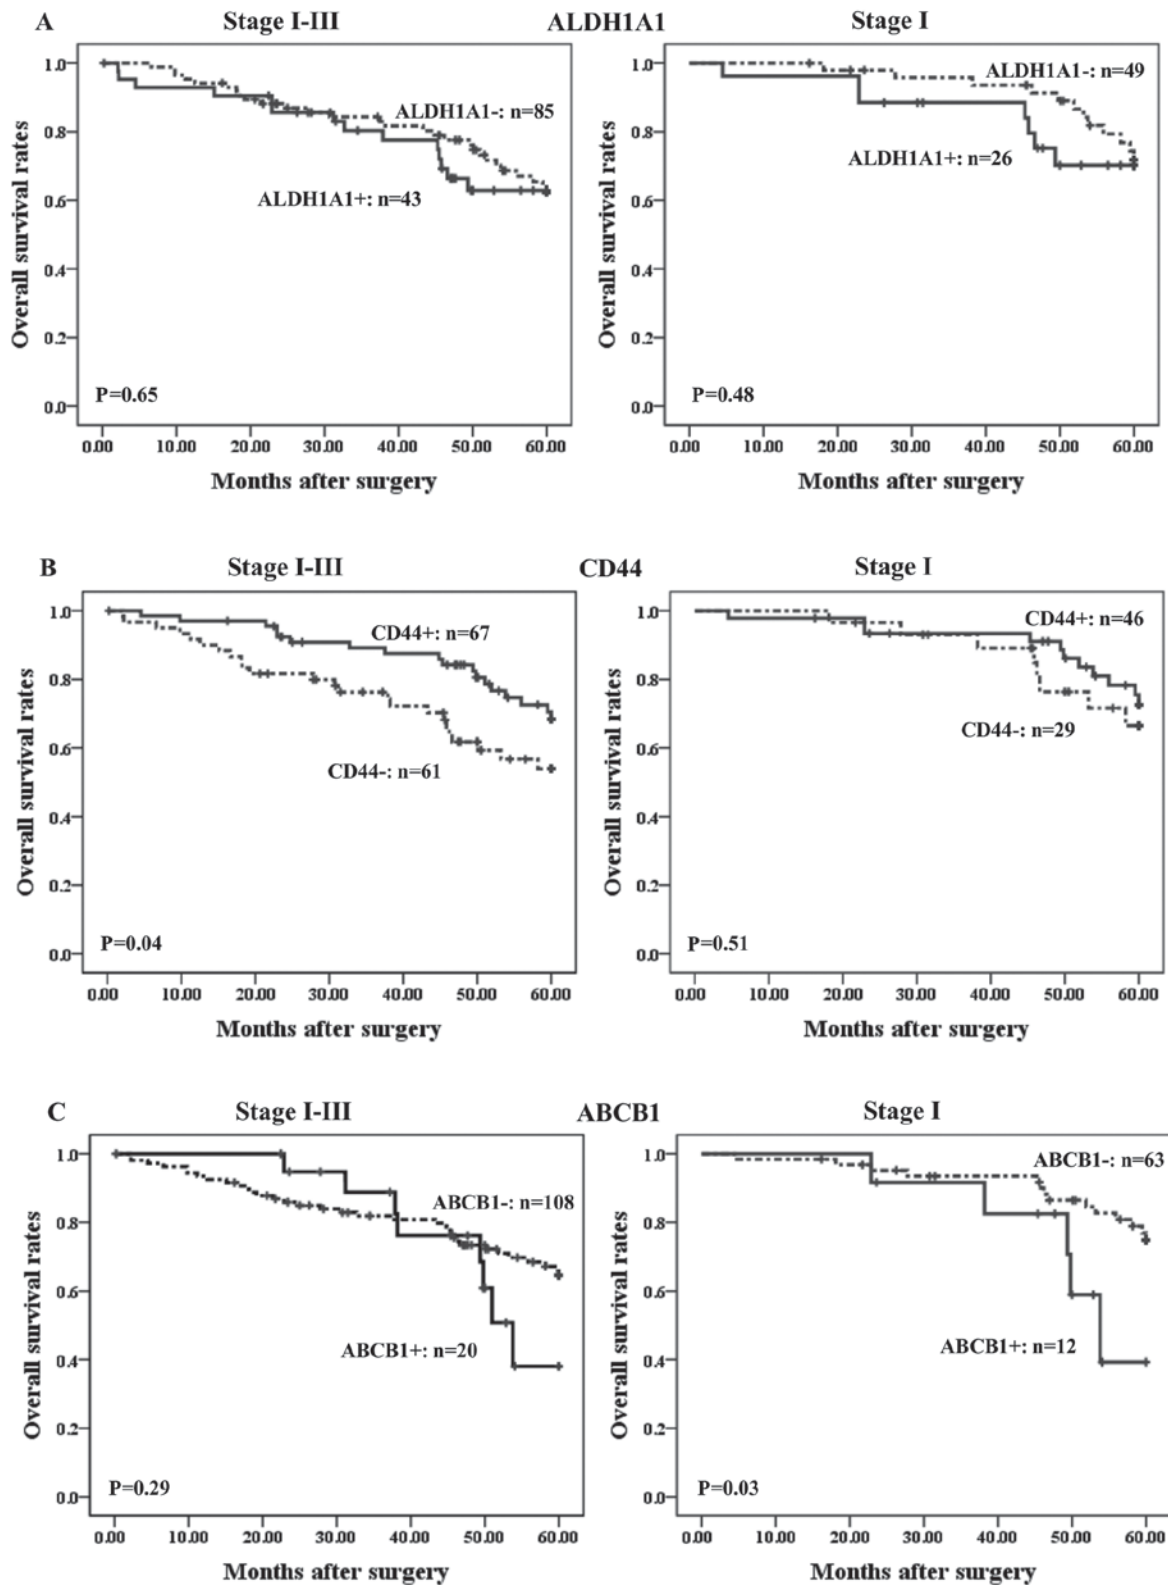 A
Stage I-III
ALDH1A1
Stage I
Overall survival rates
1.0
0.8
0.6
0.4
0.2
0.0
ALDH1A1-: n=85
ALDH1A1+: n=43
P=0.65
0.00 10.00 20.00 30.00 40.00 50.00 60.00
Months after surgery
Overall survival rates
1.0
0.8
0.6
0.4
0.2
0.0
ALDH1A1-: n=49
ALDH1A1+: n=26
P=0.48
0.00 10.00 20.00 30.00 40.00 50.00 60.00
Months after surgery
B
Stage I-III
CD44
Stage I
Overall survival rates
1.0
0.8
0.6
0.4
0.2
0.0
CD44+: n=67
CD44-: n=61
P=0.04
0.00 10.00 20.00 30.00 40.00 50.00 60.00
Months after surgery
Overall survival rates
1.0
0.8
0.6
0.4
0.2
0.0
CD44+: n=46
CD44-: n=29
P=0.51
0.00 10.00 20.00 30.00 40.00 50.00 60.00
Months after surgery
C
Stage I-III
ABCB1
Stage I
Overall survival rates
1.0
0.8
0.6
0.4
0.2
0.0
ABCB1-: n=108
ABCB1+: n=20
P=0.29
0.00 10.00 20.00 30.00 40.00 50.00 60.00
Months after surgery
Overall survival rates
1.0
0.8
0.6
0.4
0.2
0.0
ABCB1-: n=63
ABCB1+: n=12
P=0.03
0.00 10.00 20.00 30.00 40.00 50.00 60.00
Months after surgery